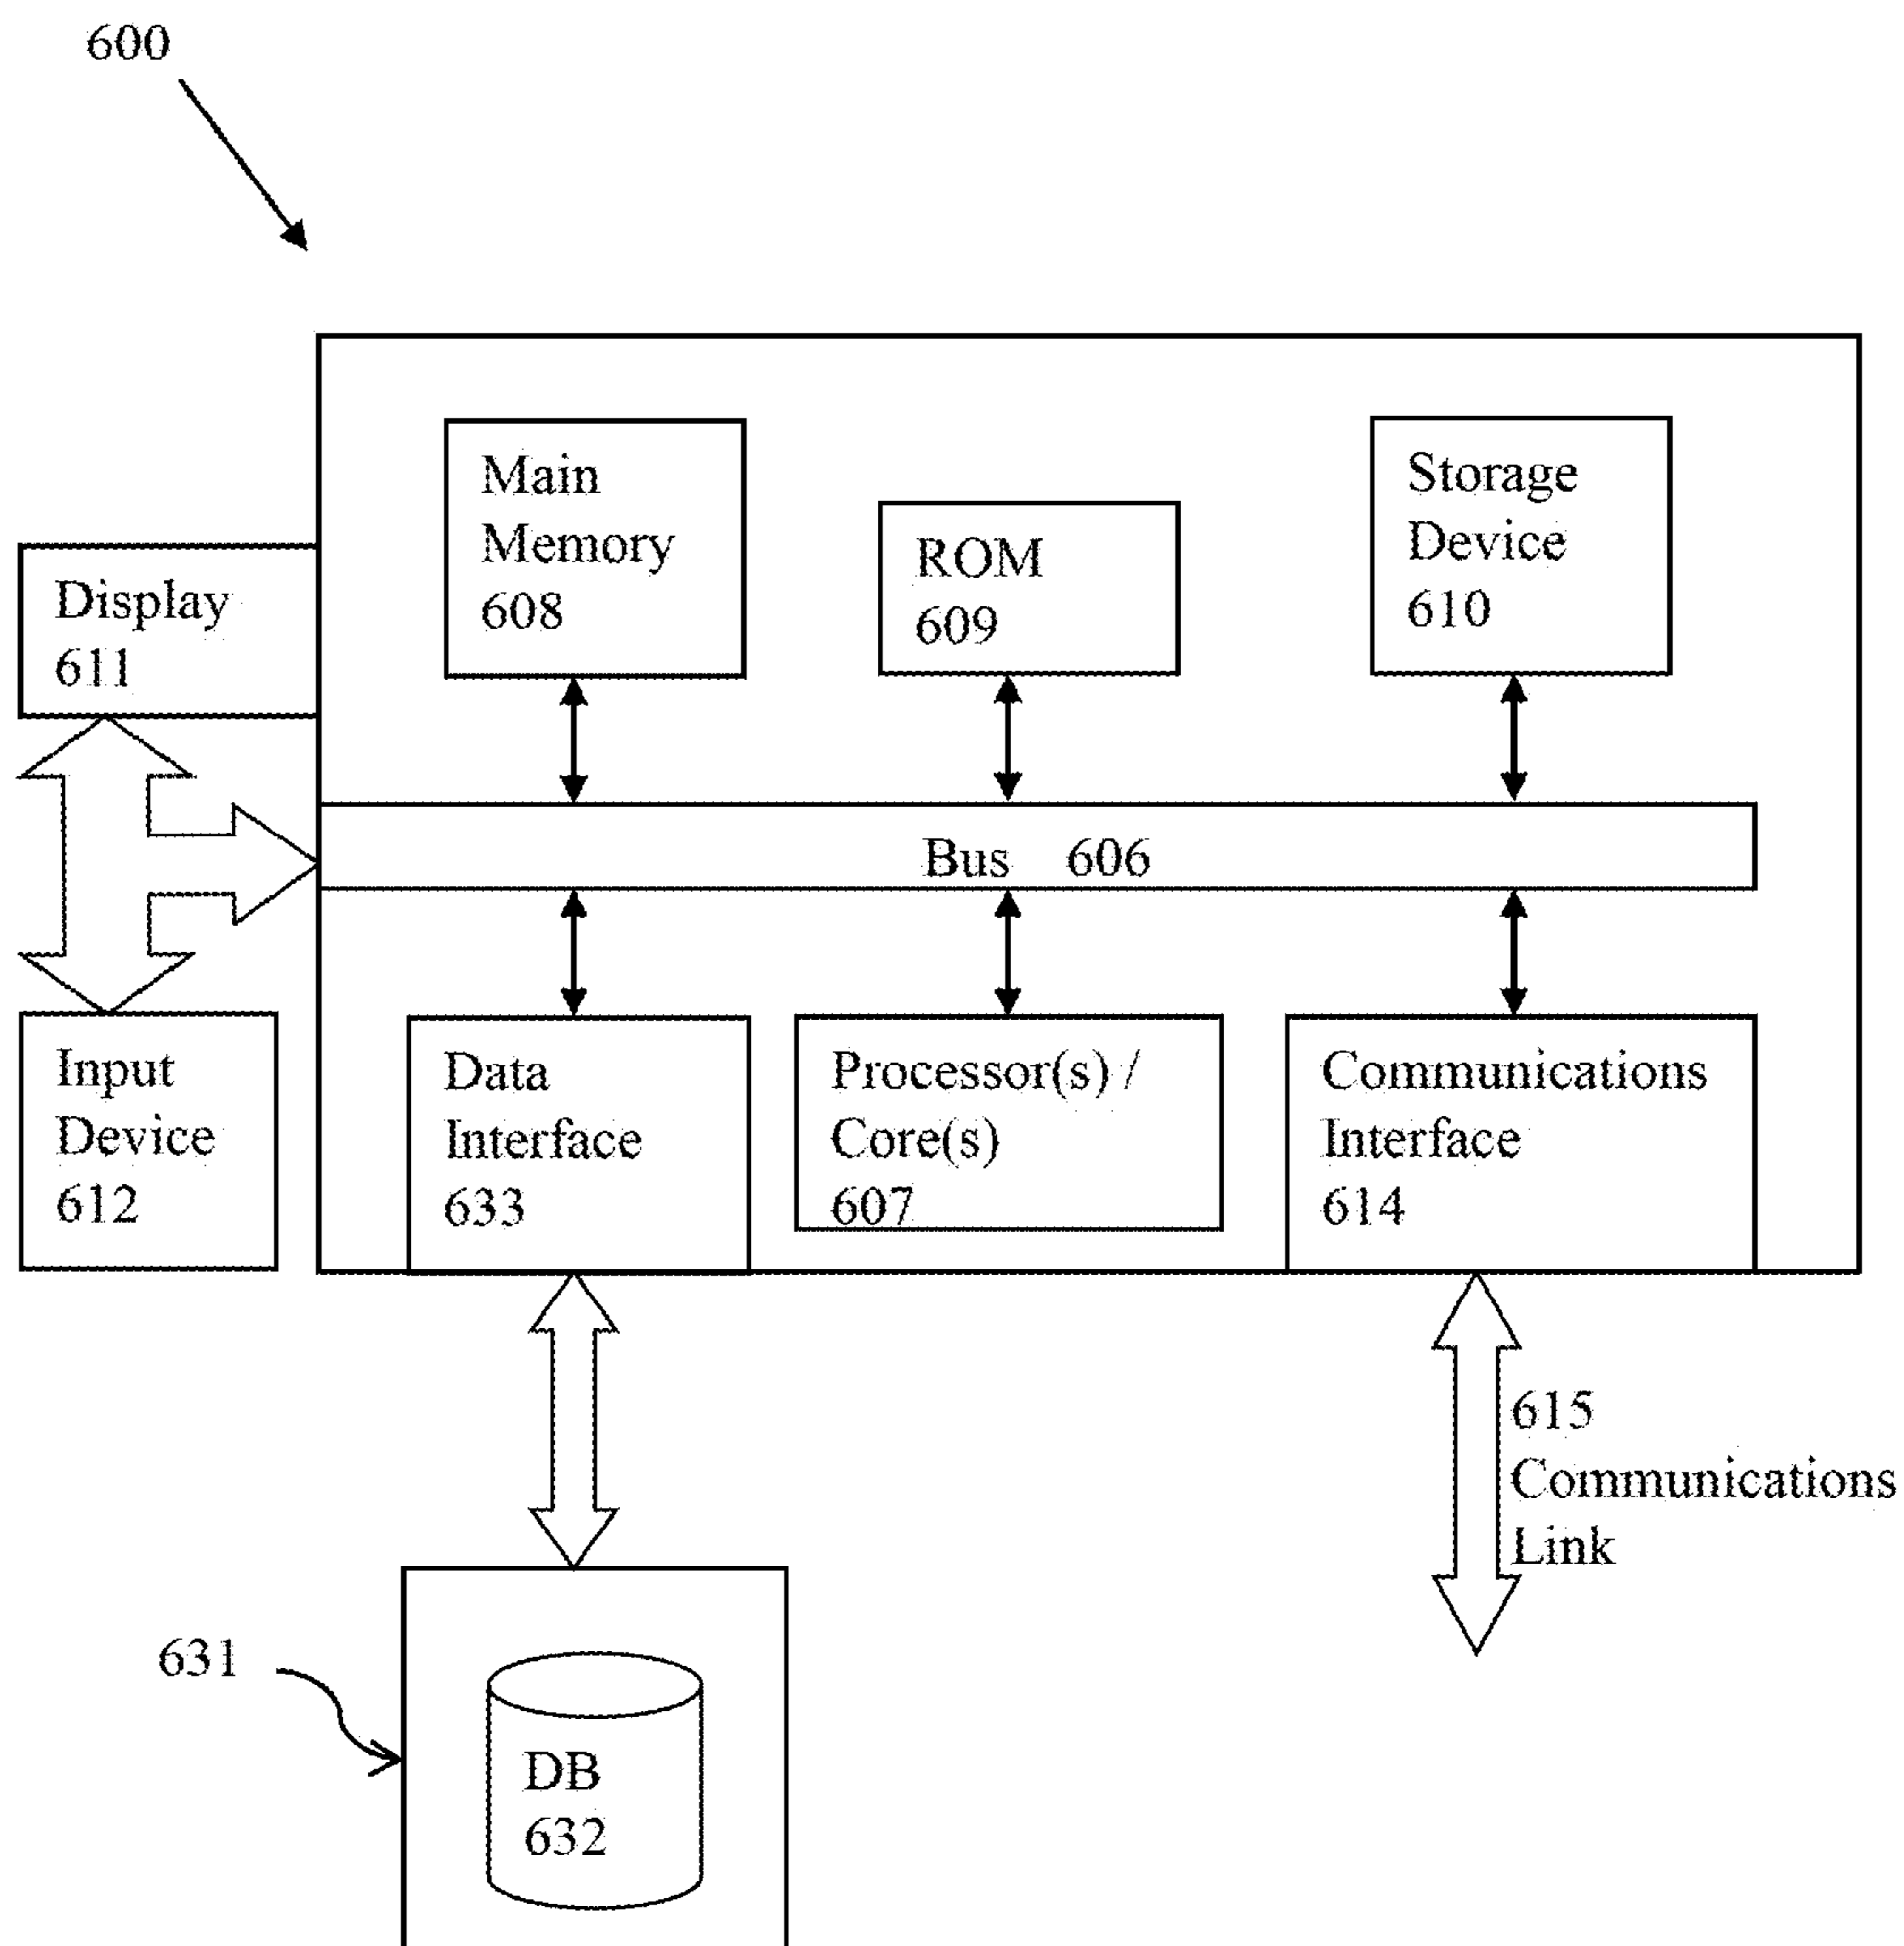 600
Main
Memory
608
ROM
609
Storage
Device
610
Display
611
Bus 606
Input
Device
612
Data
Interface
633
Processor(s) /
Core(s)
607
Communications
Interface
614
615
Communications
Link
631
DB
632